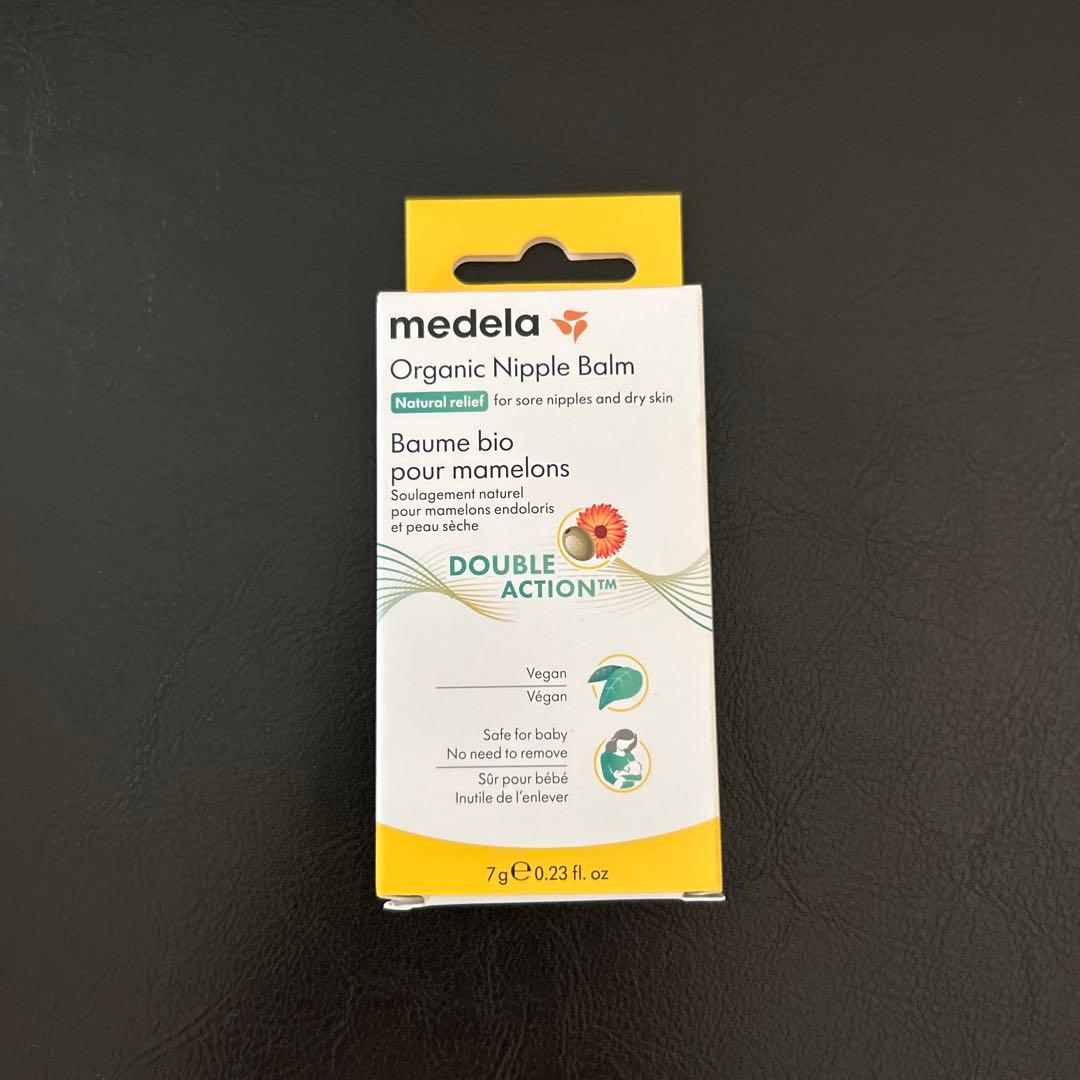 medela
Organic Nipple Balm
Natural relief for sore nipples and dry skin
Baume bio
pour mamelons
Soulagement naturel
pour mamelons endoloris
et peau sèche
DOUBLE
ACTION™
Vegan
Végan
Safe for baby
No need to remove
Sûr pour bébé
Inutile de l'enlever
7 g ℮ 0.23 fl. oz